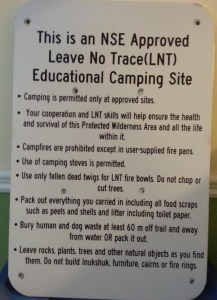 This is an NSE Approved
Leave No Trace(LNT)
Educational Camping Site
• Camping is permitted only at approved sites.
• Your cooperation and LNT skills will help ensure the health
and survival of this Protected Wilderness Area and all the life
within it.
• Campfires are prohibited except in user-supplied fire pans.
• Use of camping stoves is permitted.
• Use only fallen dead twigs for LNT fire bowls. Do not chop or
cut trees.
• Pack out everything you carried in including all food scraps
such as peels and shells and litter including toilet paper.
• Bury human and dog waste at least 60 m off trail and away
from water OR pack it out.
• Leave rocks, plants, trees and other natural objects as you find
them. Do not build Inukshuk, furniture, cairns or fire rings.